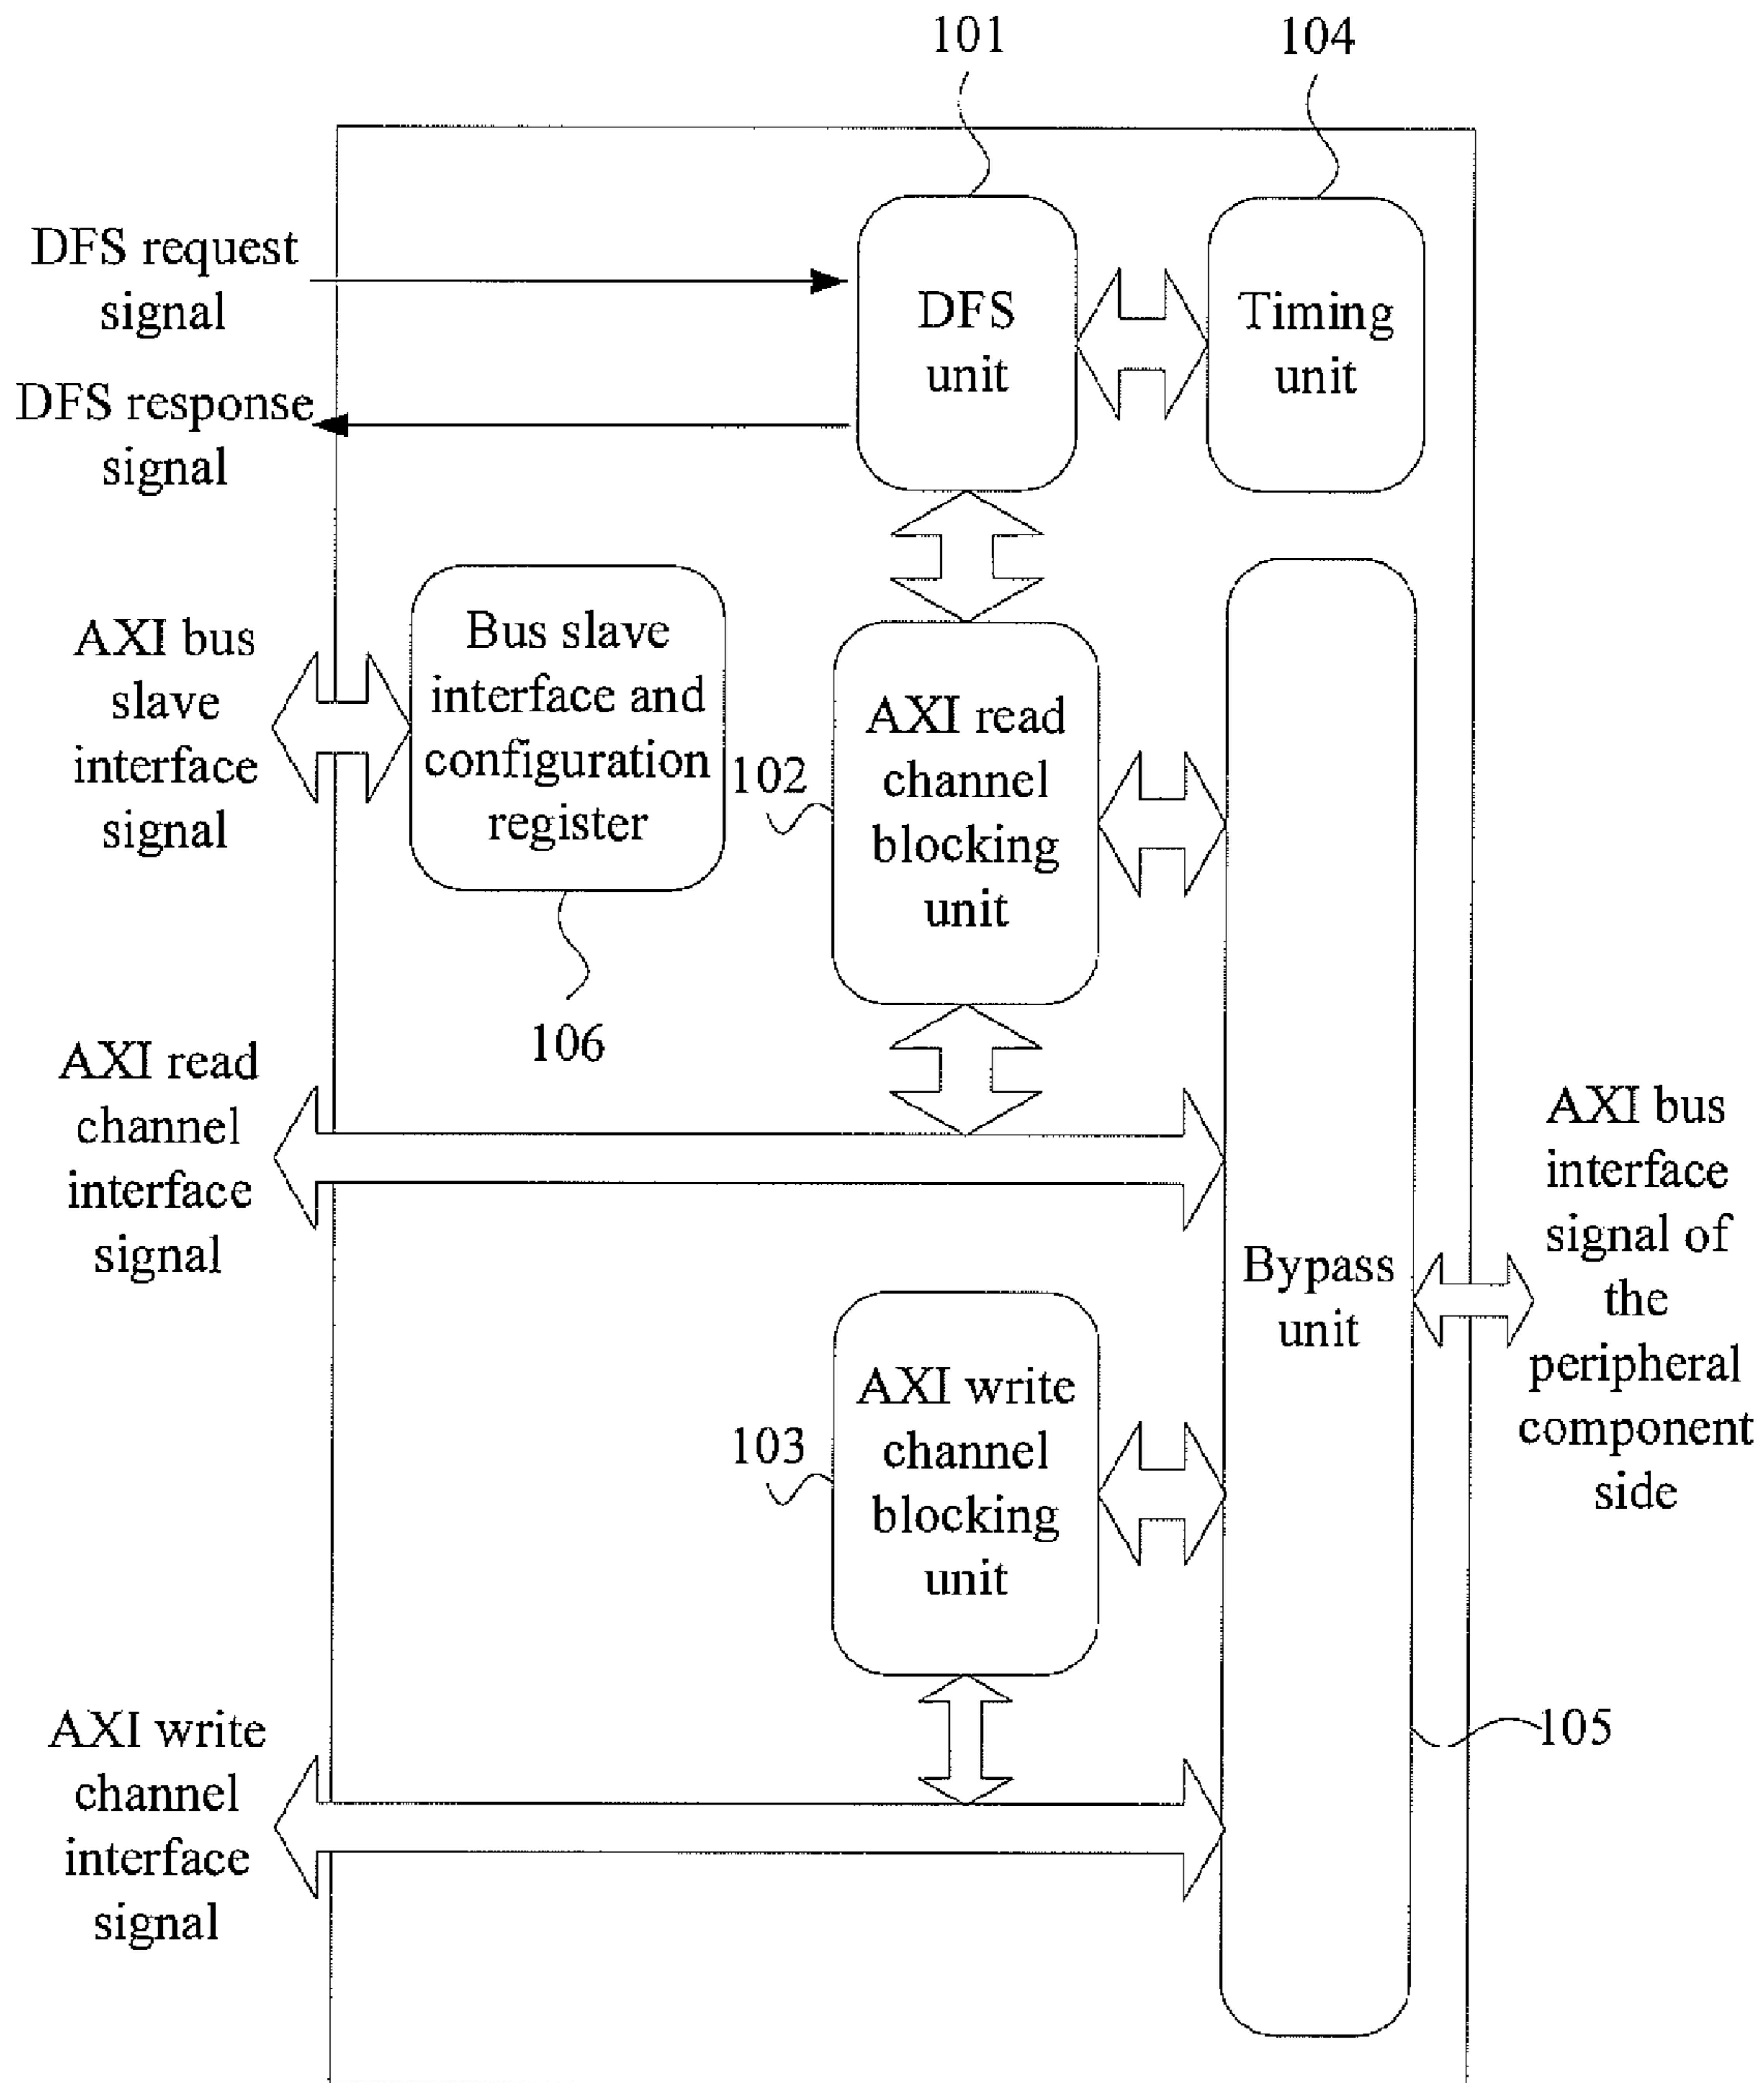 101
104
DFS request
signal
DFS
unit
Timing
unit
DFS response
signal
Bus slave
interface and
configuration
register
AXI bus
slave
interface
signal
102
AXI read
channel
blocking
unit
106
AXI read
channel
interface
signal
AXI bus
interface
signal of
the
peripheral
component
side
Bypass
unit
103
AXI write
channel
blocking
unit
105
AXI write
channel
interface
signal